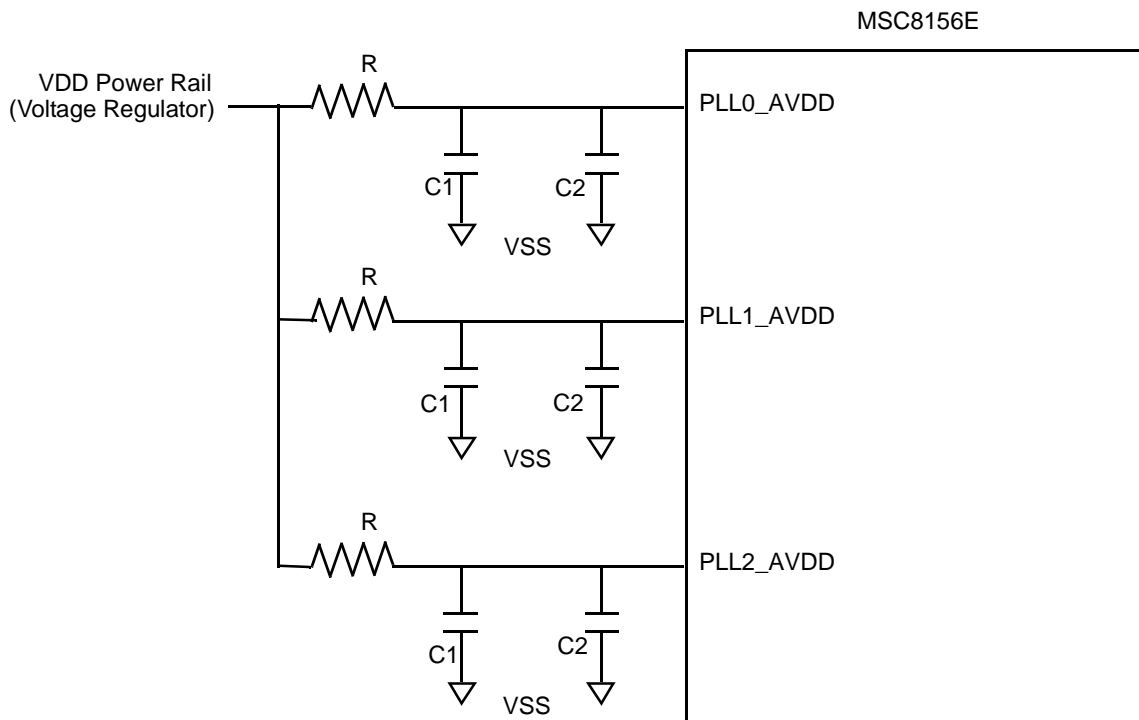 MSC8156E
R
VDD Power Rail
(Voltage Regulator)
PLL0_AVDD
C1
C2
VSS
R
PLL1_AVDD
C1
C2
VSS
R
PLL2_AVDD
C1
C2
VSS